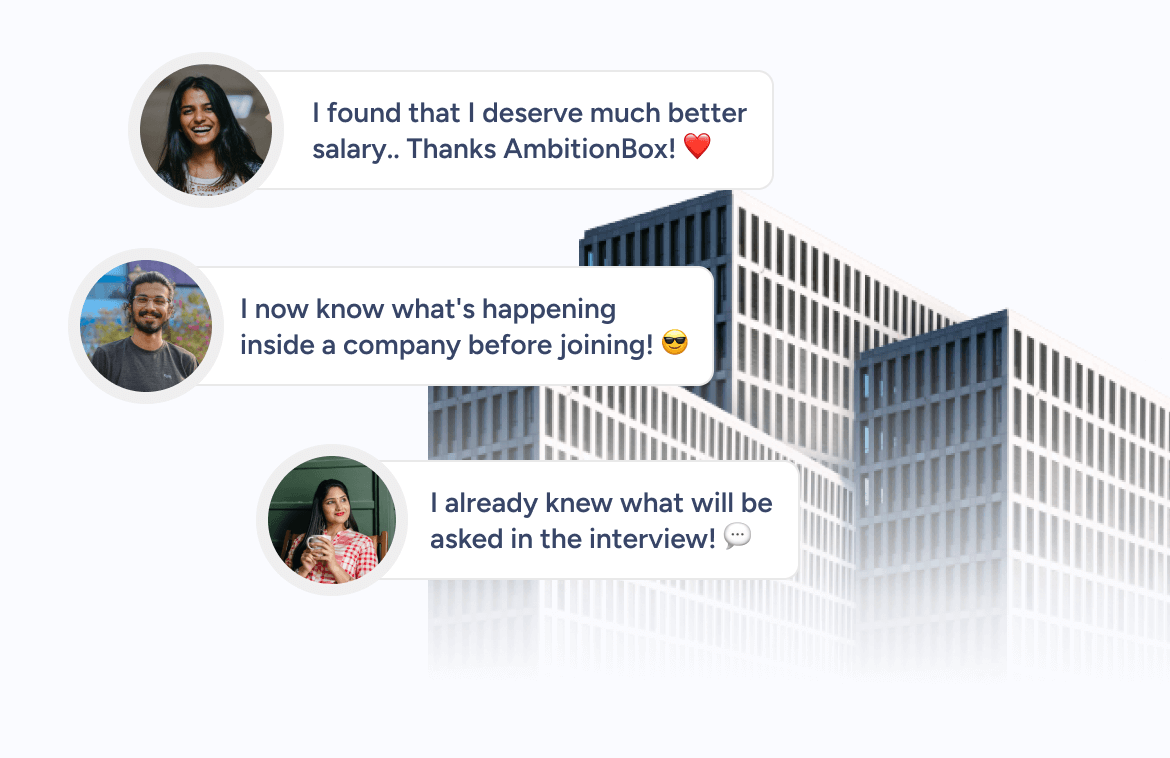 I found that I deserve much better
salary.. Thanks AmbitionBox! ❤️
I now know what's happening
inside a company before joining! 😎
I already knew what will be
asked in the interview! 💬